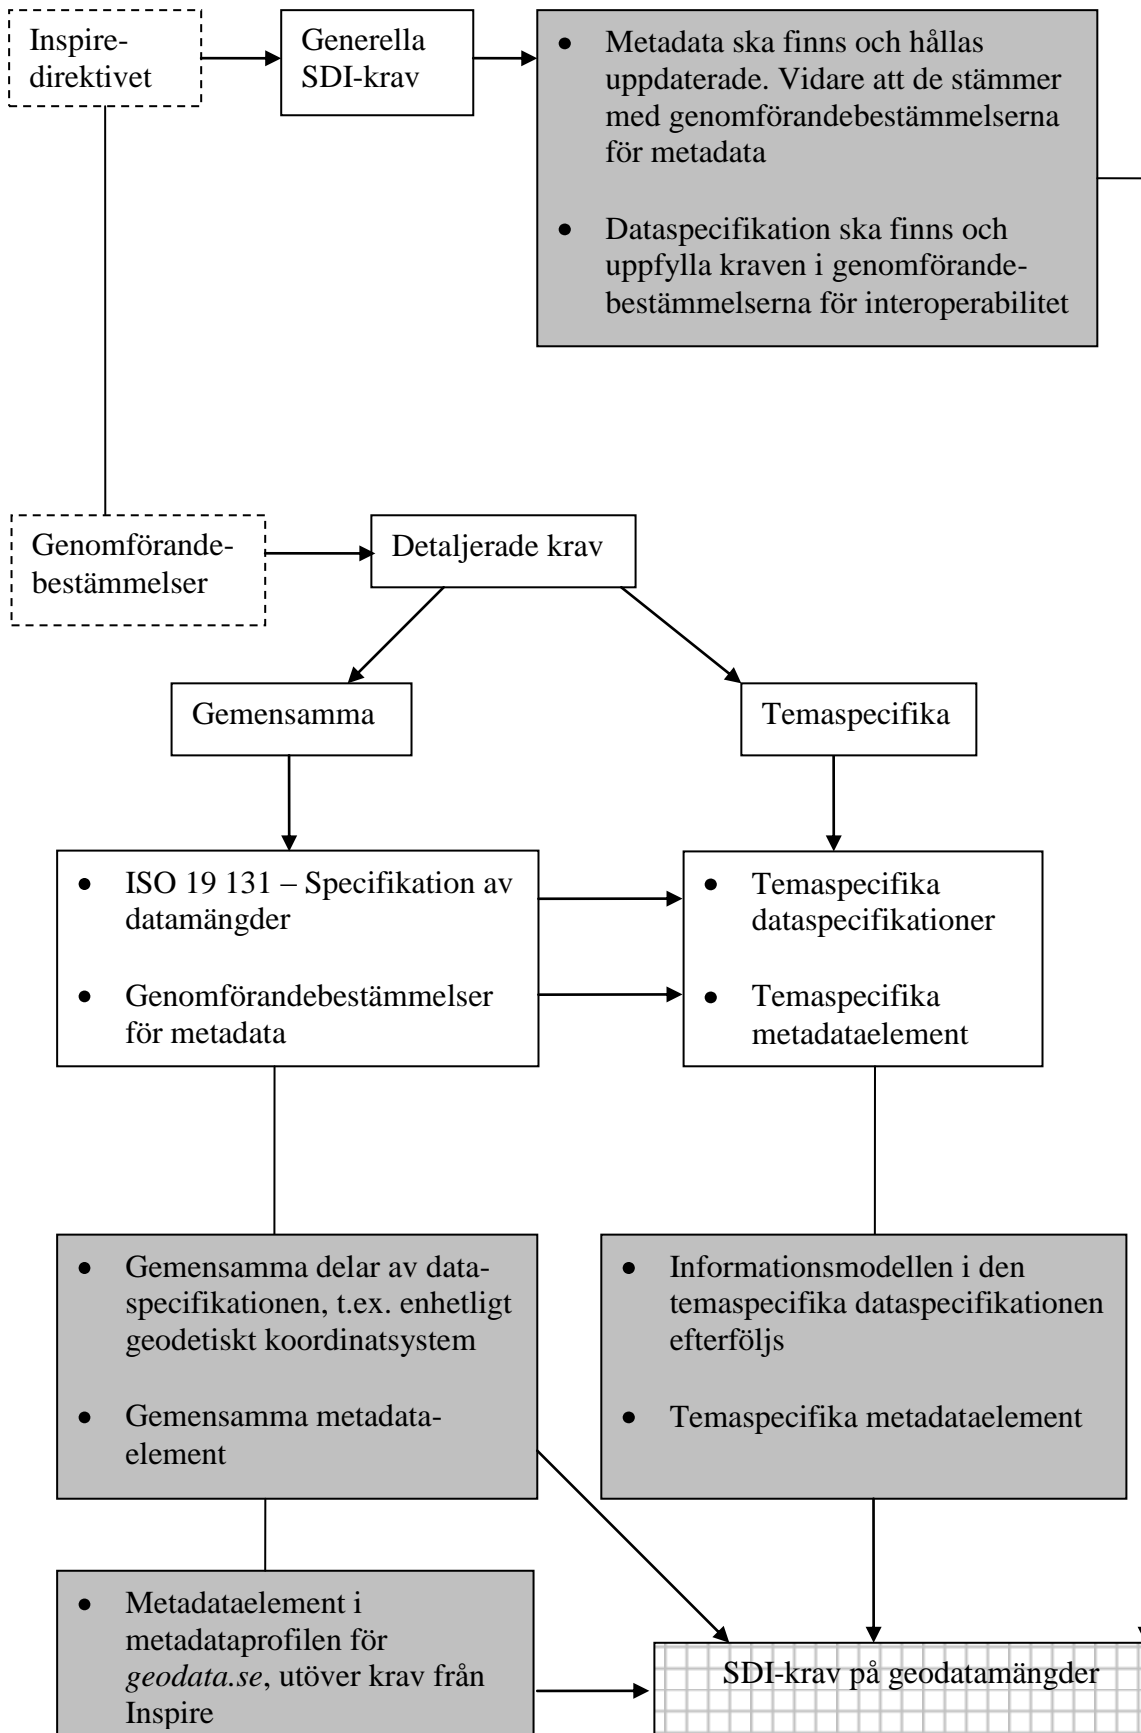 Inspire-
direktivet
Generella
SDI-krav
• Metadata ska finns och hållas
uppdaterade. Vidare att de stämmer
med genomförandebestämmelserna
för metadata
• Dataspecifikation ska finns och
uppfylla kraven i genomförande-
bestämmelserna för interoperabilitet
Genomförande-
bestämmelser
Detaljerade krav
Gemensamma
Temaspecifika
• ISO 19 131 – Specifikation av
datamängder
• Genomförandebestämmelser
för metadata
• Temaspecifika
dataspecifikationer
• Temaspecifika
metadataelement
• Gemensamma delar av data-
specifikationen, t.ex. enhetligt
geodetiskt koordinatsystem
• Gemensamma metadata-
element
• Informationsmodellen i den
temaspecifika dataspecifikationen
efterföljs
• Temaspecifika metadataelement
• Metadataelement i
metadataprofilen för
geodata.se, utöver krav från
Inspire
SDI-krav på geodatamängder